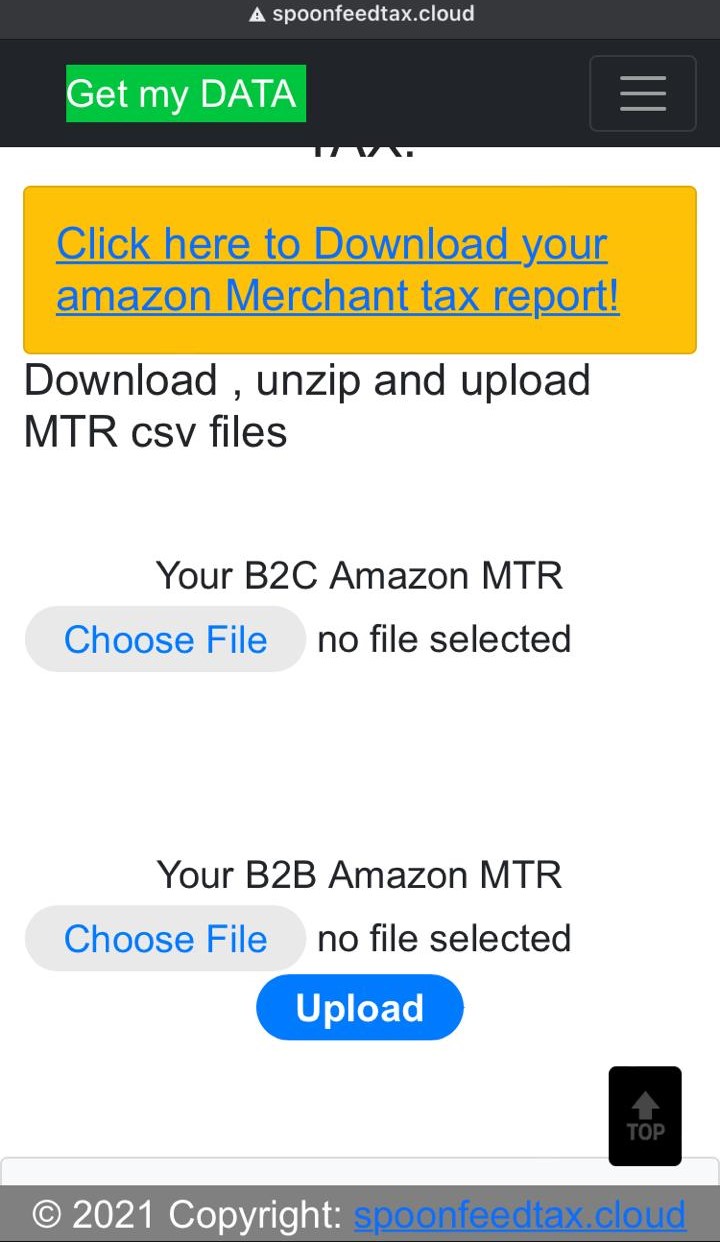 spoonfeedtax.cloud
Get my DATA
TAX.
Click here to Download your
amazon Merchant tax report!
Download , unzip and upload
MTR csv files
Your B2C Amazon MTR
Choose File no file selected
Your B2B Amazon MTR
Choose File no file selected
Upload
TOP
© 2021 Copyright: spoonfeedtax.cloud